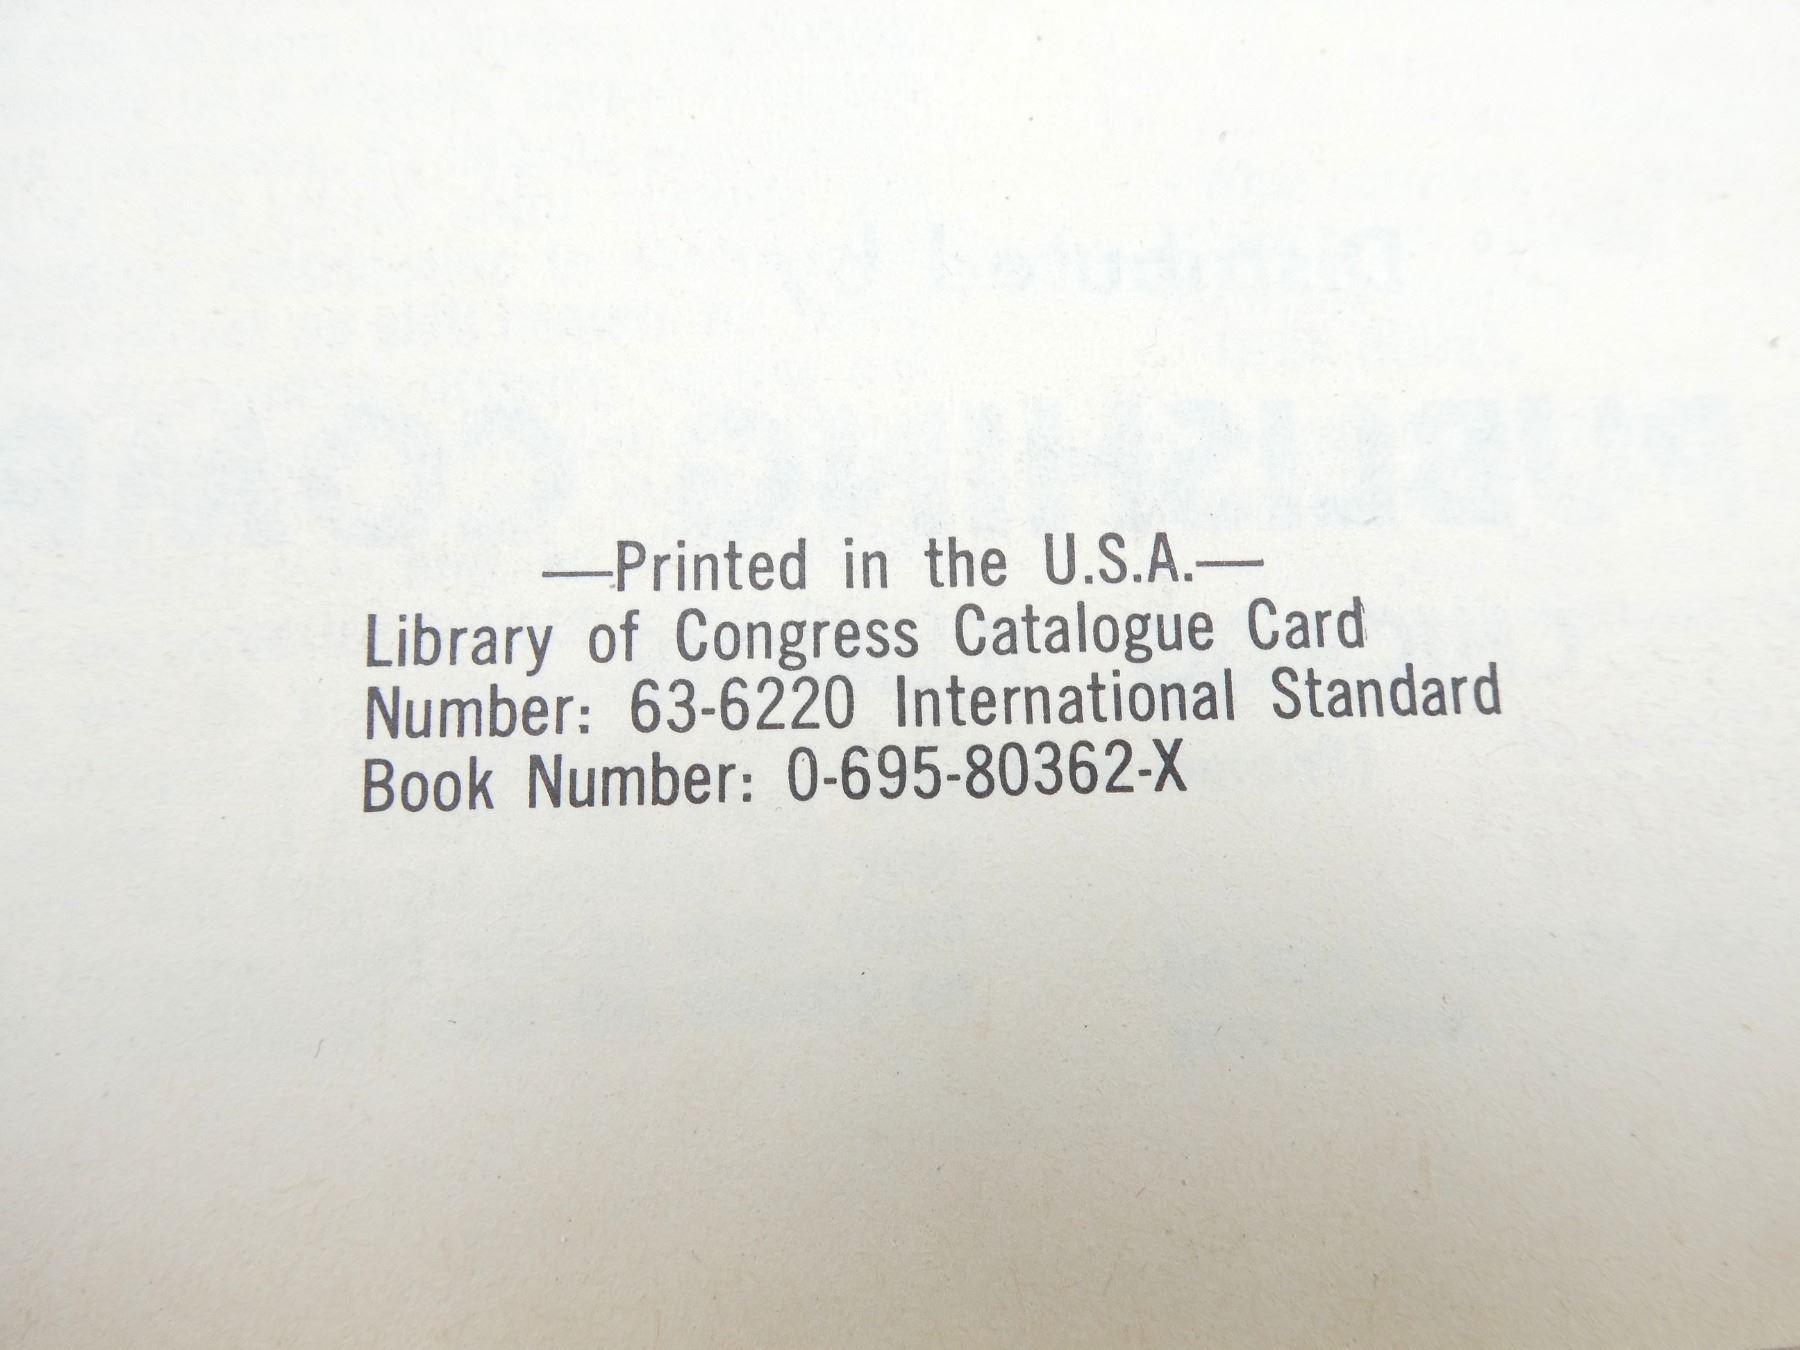 —Printed in the U.S.A.—
Library of Congress Catalogue Card
Number: 63-6220 International Standard
Book Number: 0-695-80362-X